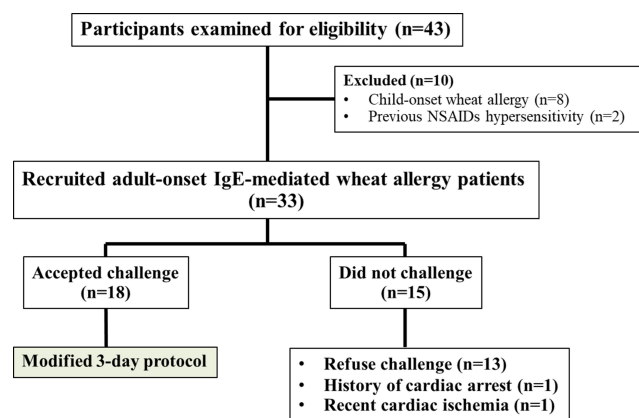 Participants examined for eligibility (n=43)
Excluded (n=10)
• Child-onset wheat allergy (n=8)
• Previous NSAIDs hypersensitivity (n=2)
Recruited adult-onset IgE-mediated wheat allergy patients
(n=33)
Accepted challenge
(n=18)
Did not challenge
(n=15)
Modified 3-day protocol
• Refuse challenge (n=13)
• History of cardiac arrest (n=1)
• Recent cardiac ischemia (n=1)